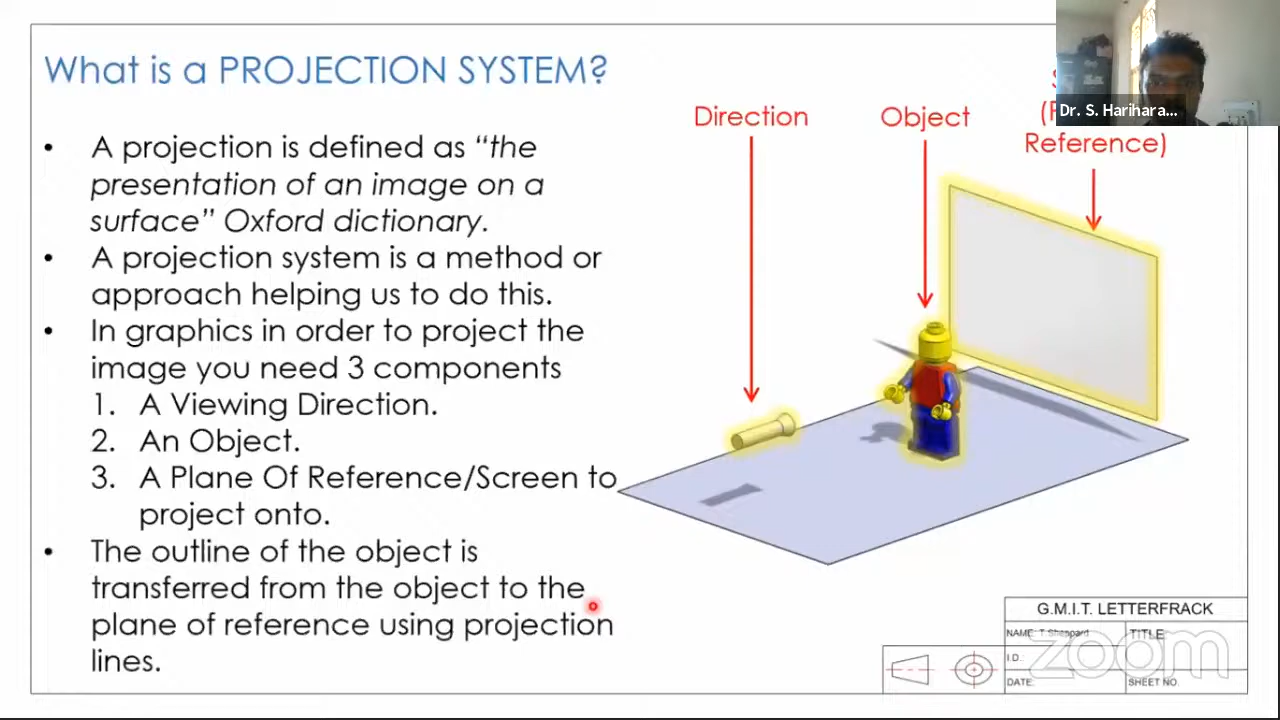 What is a PROJECTION SYSTEM?
• A projection is defined as “the
presentation of an image on a
surface” Oxford dictionary.
• A projection system is a method or
approach helping us to do this.
• In graphics in order to project the
image you need 3 components
1. A Viewing Direction.
2. An Object.
3. A Plane Of Reference/Screen to
project onto.
• The outline of the object is
transferred from the object to the
plane of reference using projection
lines.
Direction
Object
Reference)
Dr. S. Harihara...
G.M.I.T. LETTERFRACK
NAME: T Sheppard
TITLE
I.D.
DATE:
SHEET NO.
zoom